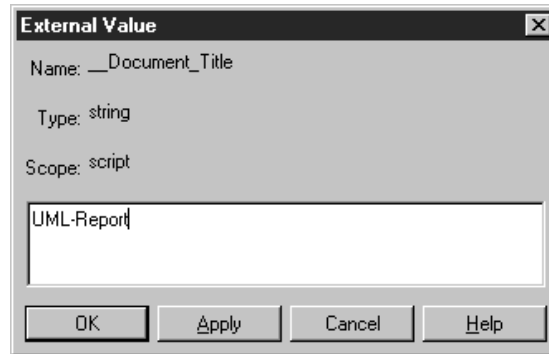 External Value
Name: __Document_Title
Type: string
Scope: script
UML-Report
OK Apply Cancel Help